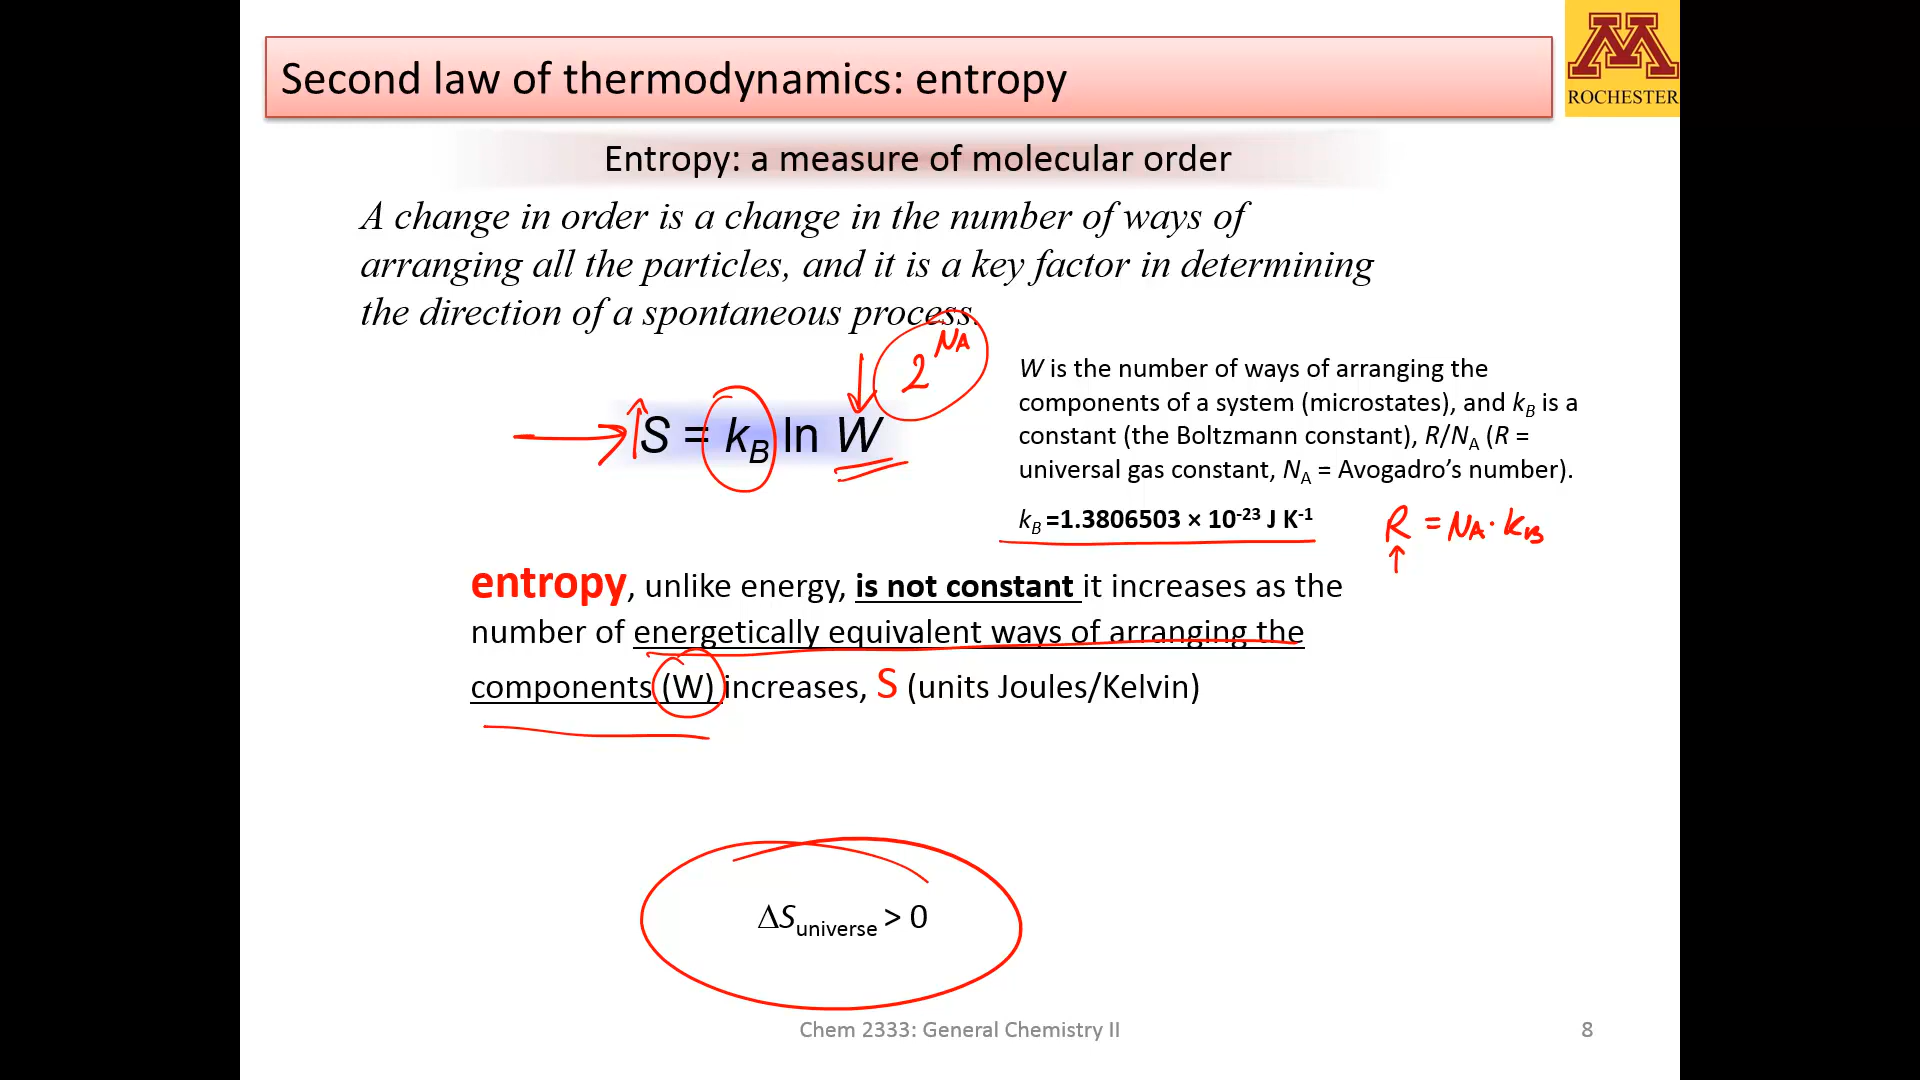 Second law of thermodynamics: entropy
M
ROCHESTER
Entropy: a measure of molecular order
A change in order is a change in the number of ways of
arranging all the particles, and it is a key factor in determining
the direction of a spontaneous process.
2^NA
S = kB ln W
W is the number of ways of arranging the
components of a system (microstates), and kB is a
constant (the Boltzmann constant), R/NA (R =
universal gas constant, NA = Avogadro’s number).
kB =1.3806503 × 10-23 J K-1
R = NA · kB
entropy, unlike energy, is not constant it increases as the
number of energetically equivalent ways of arranging the
components (W) increases, S (units Joules/Kelvin)
ΔSuniverse > 0
Chem 2333: General Chemistry II
8